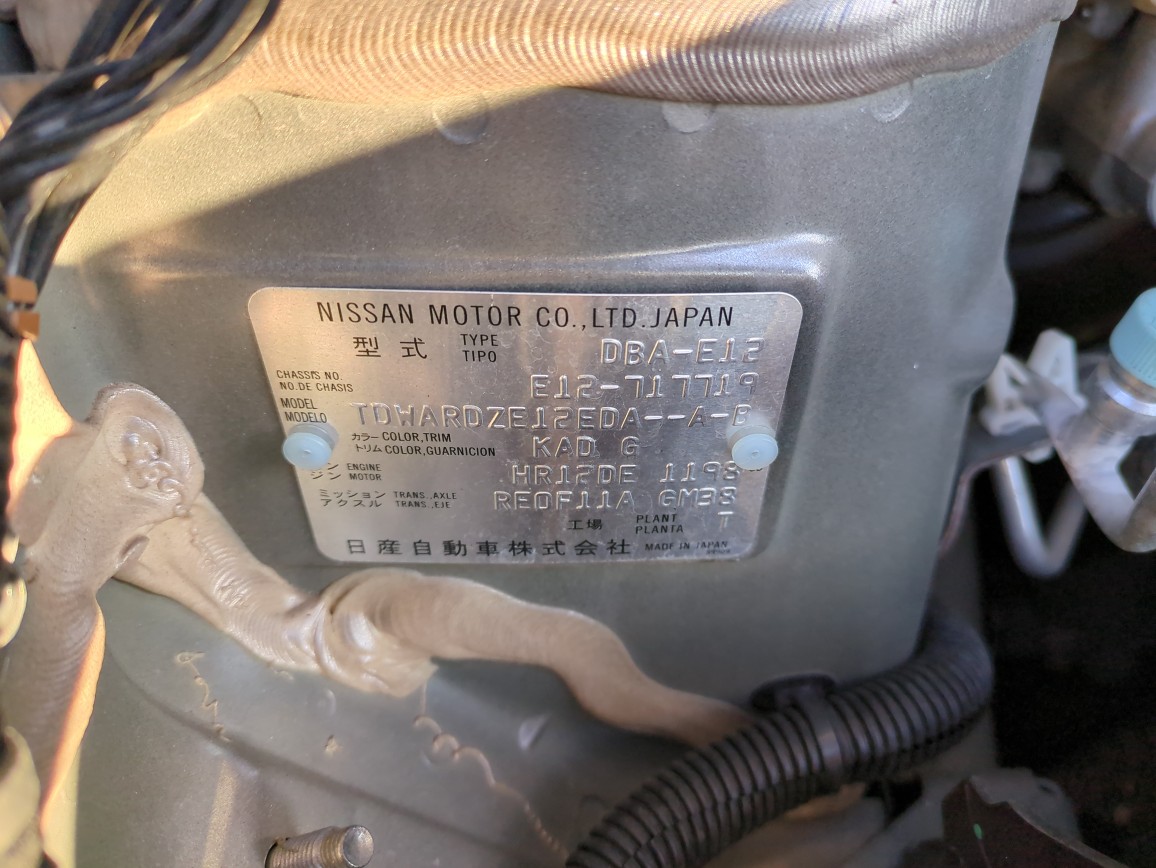 NISSAN MOTOR CO.,LTD.JAPAN
型式 TYPE TIPO DBA-E12
CHASSIS NO. NO.DE CHASIS E12-717719
MODEL MODELO TDWARDZE12EDA--A-B
カラー COLOR,TRIM トリム COLOR,GUARNICION KAD G
ン ENGINE ジン MOTOR HR12DE 1198
ミッション TRANS.,AXLE アクスル TRANS.,EJE RE0F11A GM38
工場 PLANT PLANTA T
日産自動車株式会社 MADE IN JAPAN